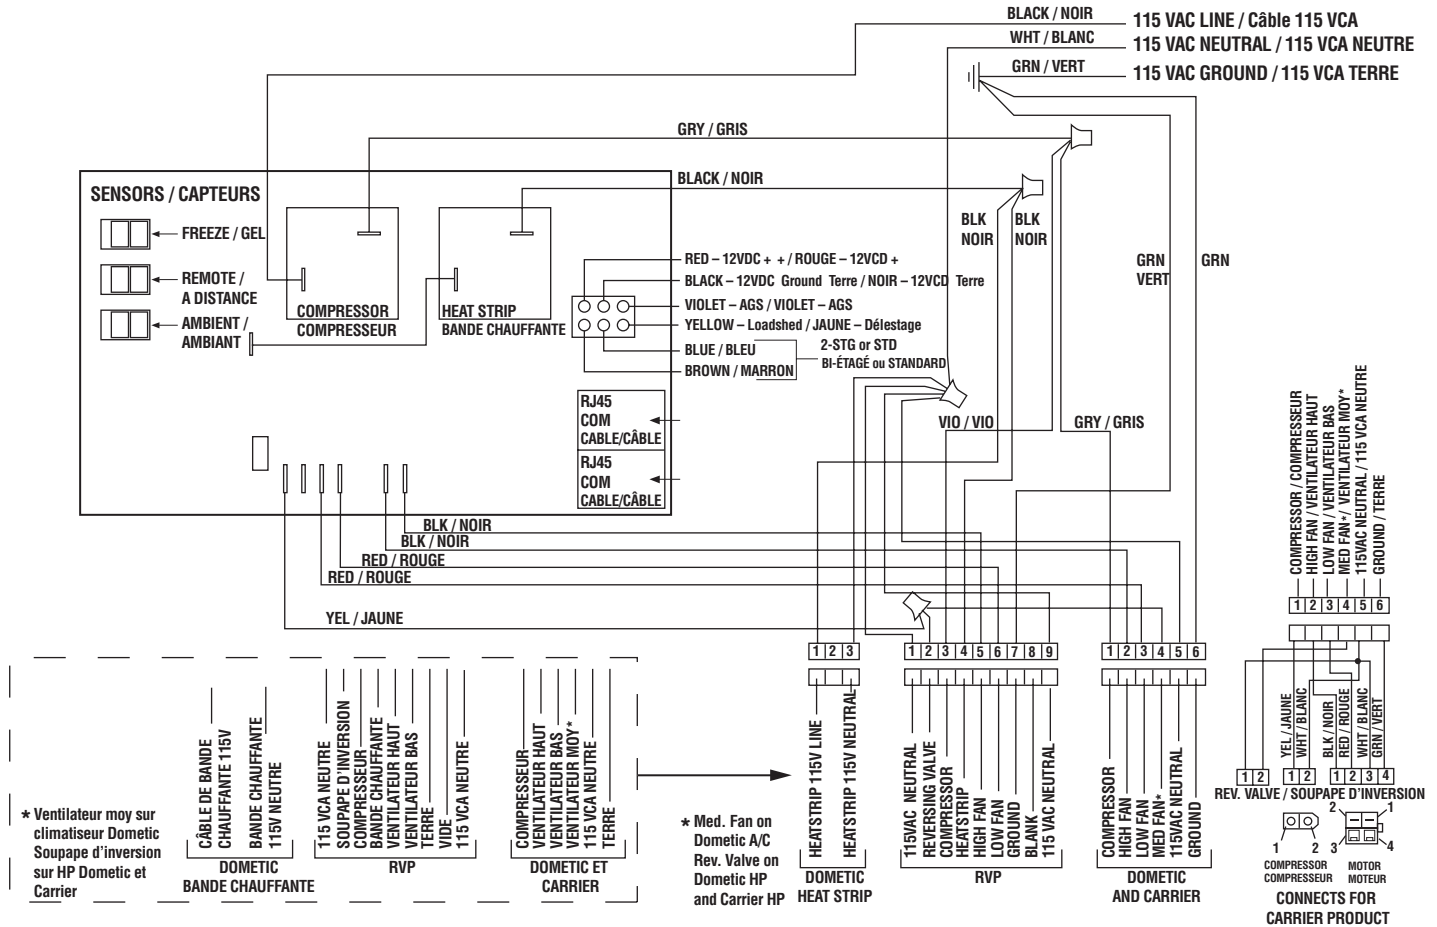 BLACK / NOIR
115 VAC LINE / Câble 115 VCA
WHT / BLANC
115 VAC NEUTRAL / 115 VCA NEUTRE
GRN / VERT
115 VAC GROUND / 115 VCA TERRE
GRY / GRIS
BLACK / NOIR
SENSORS / CAPTEURS
FREEZE / GEL
REMOTE /
A DISTANCE
AMBIENT /
AMBIANT
COMPRESSOR
COMPRESSEUR
HEAT STRIP
BANDE CHAUFFANTE
BLK
NOIR
BLK
NOIR
GRN
VERT
GRN
RED – 12VDC + + / ROUGE – 12VCD +
BLACK – 12VDC Ground Terre / NOIR – 12VCD Terre
VIOLET – AGS / VIOLET – AGS
YELLOW – Loadshed / JAUNE – Délestage
BLUE / BLEU
BROWN / MARRON
2-STG or STD
BI-ÉTAGÉ ou STANDARD
RJ45
COM
CABLE/CÂBLE
RJ45
COM
CABLE/CÂBLE
VIO / VIO
GRY / GRIS
BLK / NOIR
BLK / NOIR
RED / ROUGE
RED / ROUGE
YEL / JAUNE
1 2 3
1 2 3 4 5 6 7 8 9
1 2 3 4 5 6
COMPRESSOR / COMPRESSEUR
HIGH FAN / VENTILATEUR HAUT
LOW FAN / VENTILATEUR BAS
MED FAN*/ VENTILATEUR MOY*
115VAC NEUTRAL / 115 VCA NEUTRE
GROUND / TERRE
1 2 3 4 5 6
YEL / JAUNE
WHT / BLANC
BLK / NOIR
RED / ROUGE
WHT / BLANC
GRN / VERT
1 2
1 2
1 2 3 4
REV. VALVE / SOUPAPE D'INVERSION
1 2
COMPRESSOR
COMPRESSEUR
2 1
3 4
MOTOR
MOTEUR
CONNECTS FOR
CARRIER PRODUCT
* Ventilateur moy sur
climatiseur Dometic
Soupape d'inversion
sur HP Dometic et
Carrier
CÂBLE DE BANDE
CHAUFFANTE 115V
BANDE CHAUFFANTE
115V NEUTRE
DOMETIC
BANDE CHAUFFANTE
115 VCA NEUTRE
SOUPAPE D'INVERSION
COMPRESSEUR
BANDE CHAUFFANTE
VENTILATEUR HAUT
VENTILATEUR BAS
TERRE
VIDE
115 VCA NEUTRE
RVP
COMPRESSEUR
VENTILATEUR HAUT
VENTILATEUR BAS
VENTILATEUR MOY*
115 VCA NEUTRE
TERRE
DOMETIC ET
CARRIER
* Med. Fan on
Dometic A/C
Rev. Valve on
Dometic HP
and Carrier HP
HEATSTRIP 115V LINE
HEATSTRIP 115V NEUTRAL
DOMETIC
HEAT STRIP
115VAC NEUTRAL
REVERSING VALVE
COMPRESSOR
HEATSTRIP
HIGH FAN
LOW FAN
GROUND
BLANK
115 VAC NEUTRAL
RVP
COMPRESSOR
HIGH FAN
LOW FAN
MED FAN*
115VAC NEUTRAL
GROUND
DOMETIC
AND CARRIER